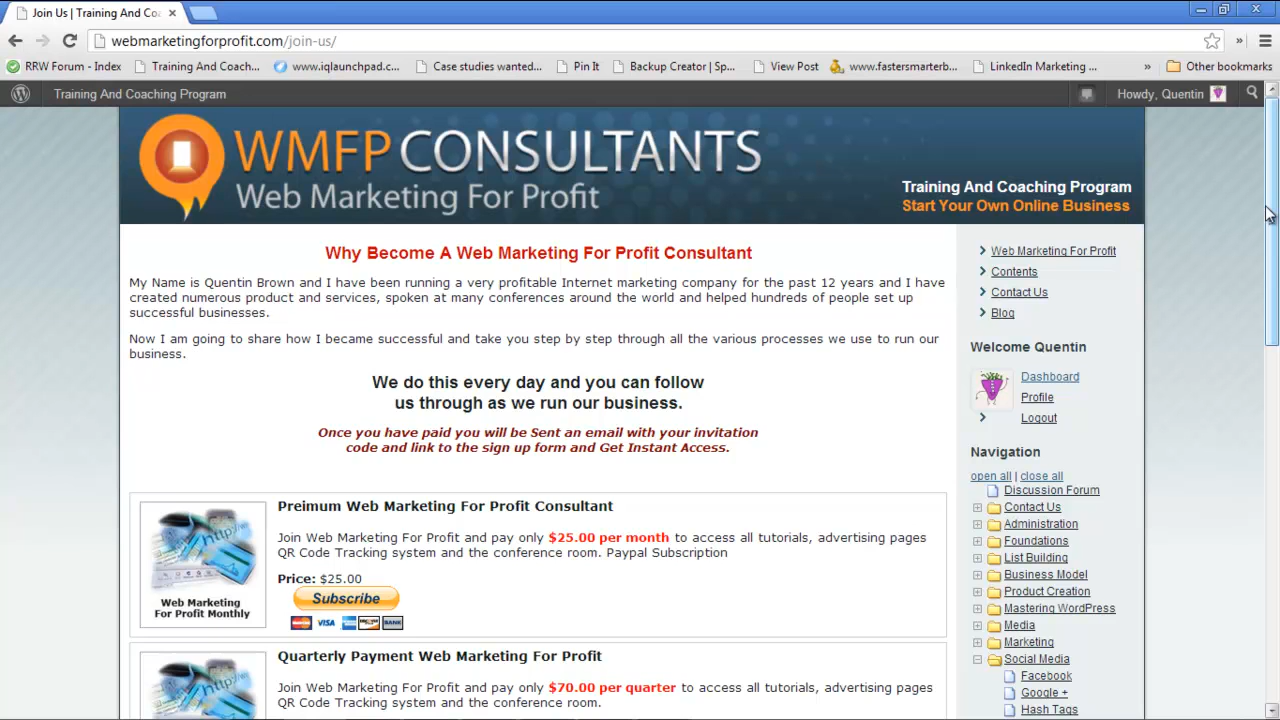 Join Us | Training And Coa
webmarketingforprofit.com/join-us/
RRW Forum - Index
Training And Coach...
www.iqlaunchpad.c...
Case studies wanted...
Pin It
Backup Creator | Sp...
View Post
www.fastersmarterb...
LinkedIn Marketing ...
»
Other bookmarks
Training And Coaching Program
Howdy, Quentin
WMFP CONSULTANTS
Web Marketing For Profit
Training And Coaching Program
Start Your Own Online Business
Why Become A Web Marketing For Profit Consultant
My Name is Quentin Brown and I have been running a very profitable Internet marketing company for the past 12 years and I have
created numerous product and services, spoken at many conferences around the world and helped hundreds of people set up
successful businesses.
Now I am going to share how I became successful and take you step by step through all the various processes we use to run our
business.
We do this every day and you can follow
us through as we run our business.
Once you have paid you will be Sent an email with your invitation
code and link to the sign up form and Get Instant Access.
Web Marketing
For Profit Monthly
Preimum Web Marketing For Profit Consultant
Join Web Marketing For Profit and pay only $25.00 per month to access all tutorials, advertising pages
QR Code Tracking system and the conference room. Paypal Subscription
Price: $25.00
Subscribe
VISA
BANK
Quarterly Payment Web Marketing For Profit
Join Web Marketing For Profit and pay only $70.00 per quarter to access all tutorials, advertising pages
QR Code Tracking system and the conference room.
Web Marketing For Profit
Contents
Contact Us
Blog
Welcome Quentin
Dashboard
Profile
Logout
Navigation
open all | close all
Discussion Forum
Contact Us
Administration
Foundations
List Building
Business Model
Product Creation
Mastering WordPress
Media
Marketing
Social Media
Facebook
Google +
Hash Tags